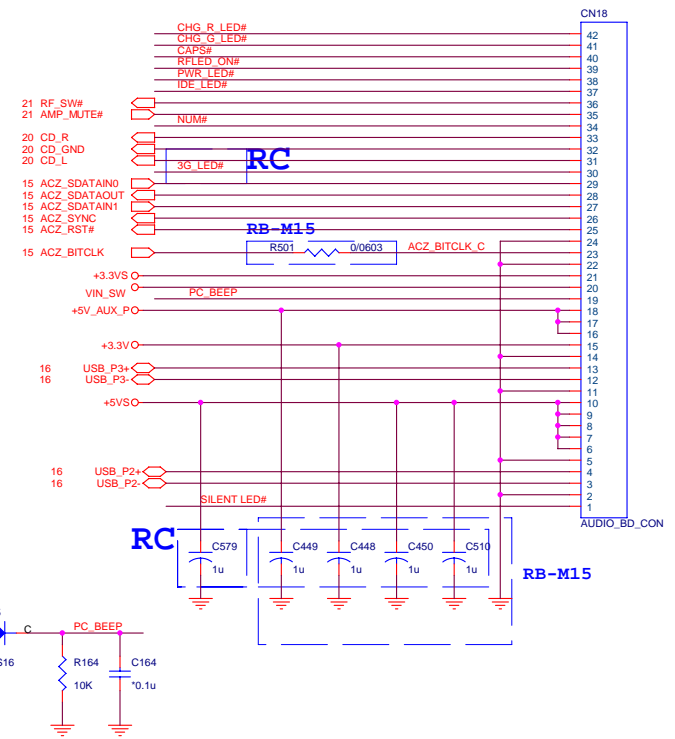 CN18
CHG_R_LED# 42
CHG_G_LED# 41
CAPS# 40
RFLED_ON# 39
PWR_LED# 38
IDE_LED# 37
21 RF_SW# 36
21 AMP_MUTE# 35
NUM# 34
20 CD_R 33
20 CD_GND 32
20 CD_L RC 31
3G_LED# 30
15 ACZ_SDATAIN0 29
15 ACZ_SDATAOUT 28
15 ACZ_SDATAIN1 27
15 ACZ_SYNC 26
15 ACZ_RST# 25
RB-M15 24
15 ACZ_BITCLK R501 0/0603 ACZ_BITCLK_C 23
22
+3.3VS 21
VIN_SW 20
PC_BEEP 19
+5V_AUX_P 18
17
16
+3.3V 15
14
16 USB_P3+ 13
16 USB_P3- 12
11
+5VS 10
9
8
7
6
5
16 USB_P2+ 4
16 USB_P2- 3
2
SILENT LED# 1
AUDIO_BD_CON
RC C579 C449 C448 C450 C510
1u 1u 1u 1u 1u
RB-M15
C PC_BEEP
S16 R164 C164
10K *0.1u